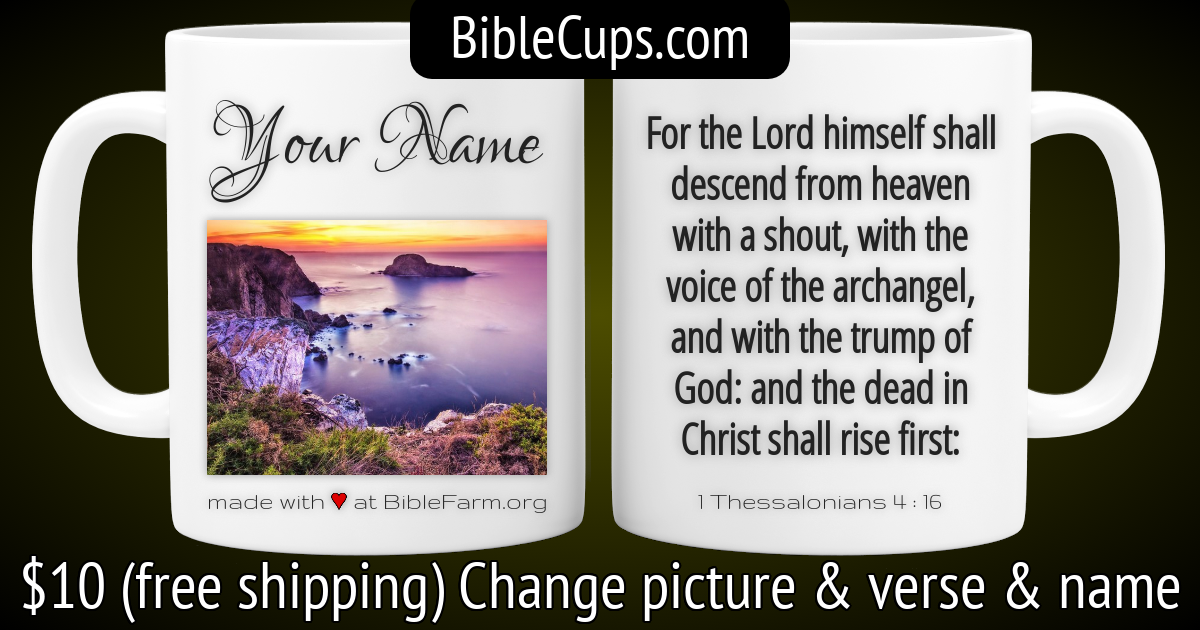 BibleCups.com
Your Name
made with ❤ at BibleFarm.org
For the Lord himself shall
descend from heaven
with a shout, with the
voice of the archangel,
and with the trump of
God: and the dead in
Christ shall rise first:
1 Thessalonians 4 : 16
$10 (free shipping) Change picture & verse & name